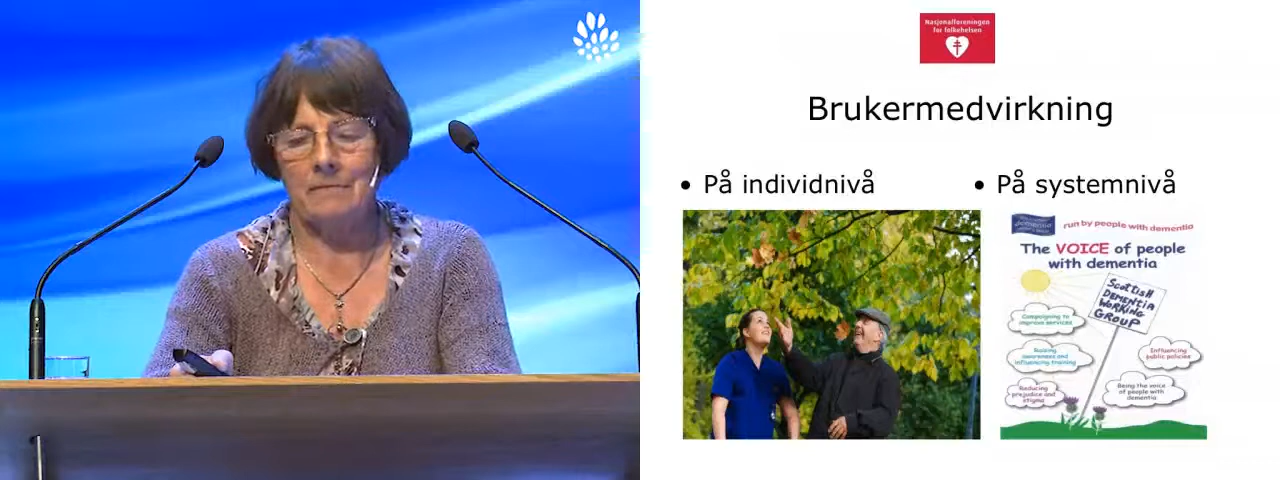 Nasjonalforeningen
for folkehelsen
Brukermedvirkning
• På individnivå
• På systemnivå
run by people with dementia
The VOICE of people
with dementia
Scottish
Dementia
Working
Group
Campaigning to
improve services
Raising
awareness and
influencing training
Influencing
public policies
Reducing
prejudice and
stigma
Being the voice
of people with
dementia